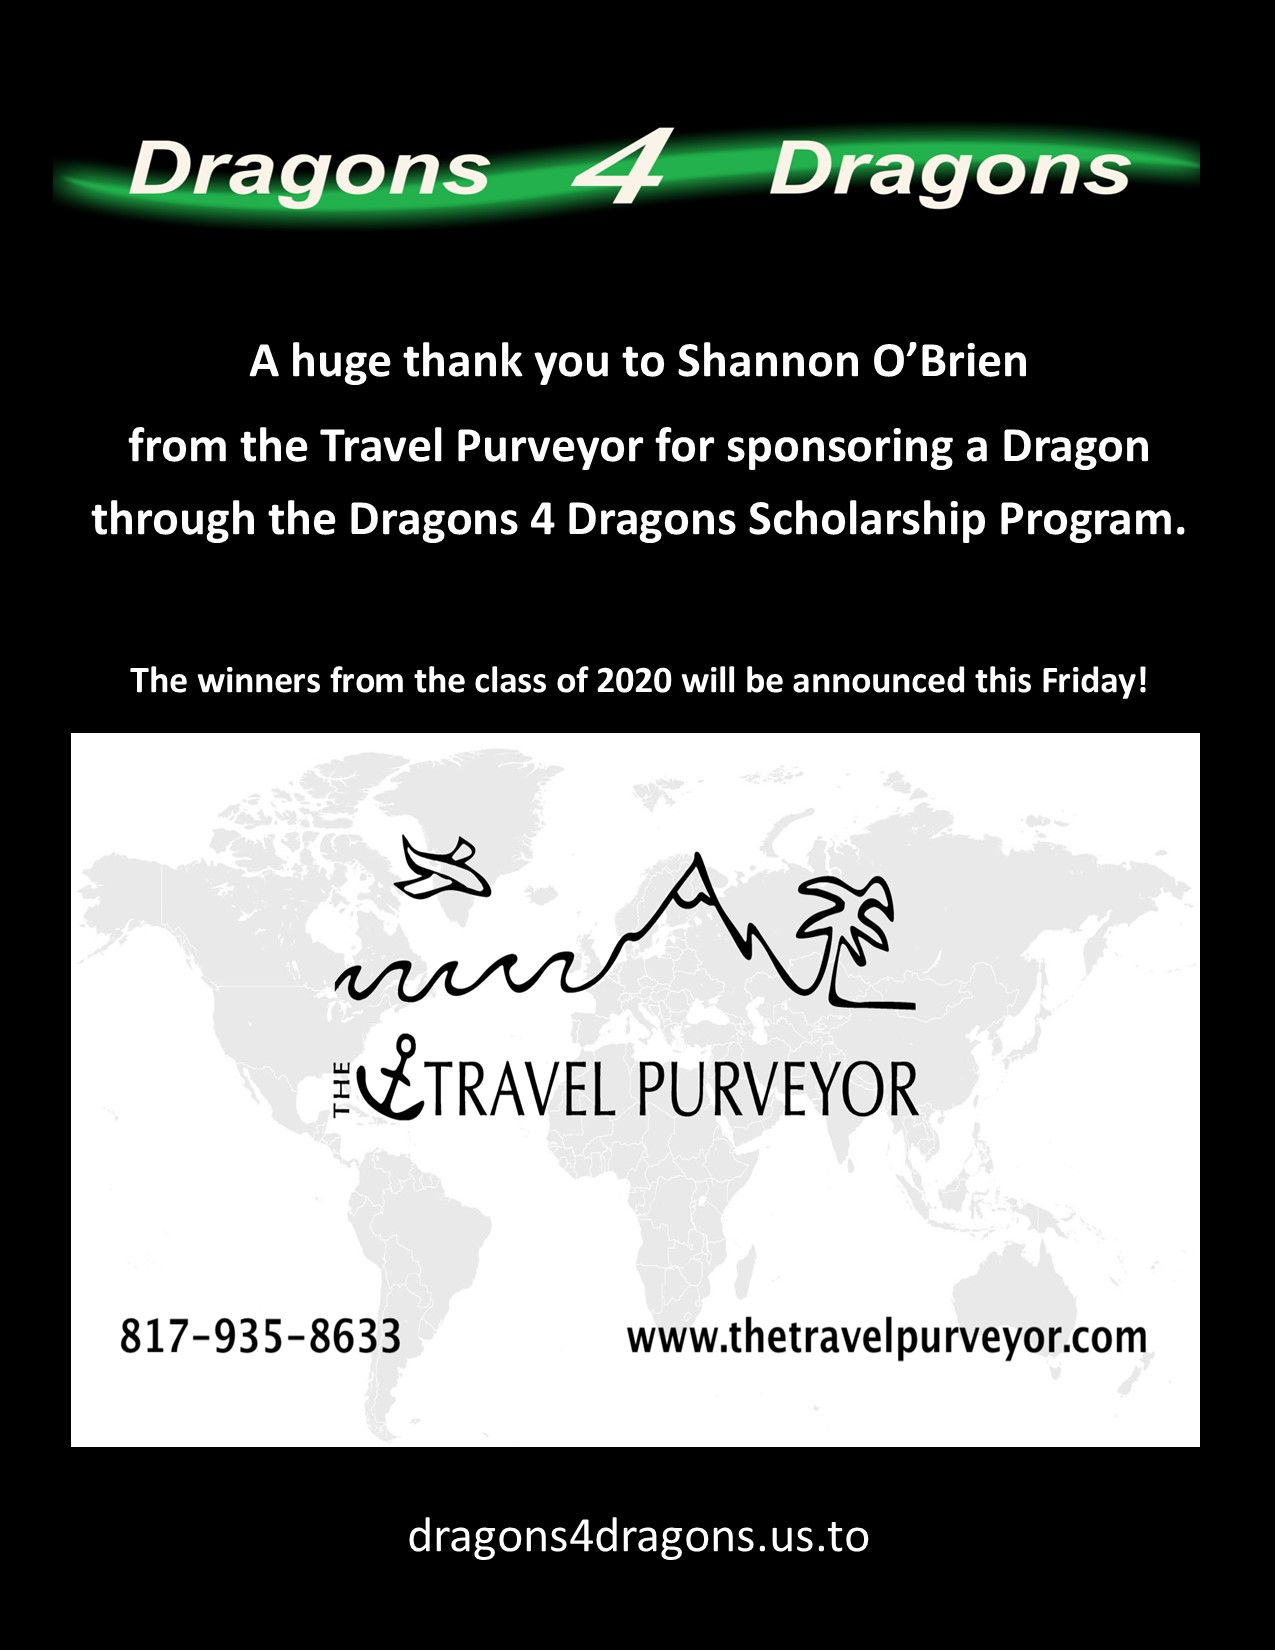 Dragons 4 Dragons
A huge thank you to Shannon O’Brien
from the Travel Purveyor for sponsoring a Dragon
through the Dragons 4 Dragons Scholarship Program.
The winners from the class of 2020 will be announced this Friday!
THE TRAVEL PURVEYOR
817-935-8633
www.thetravelpurveyor.com
dragons4dragons.us.to